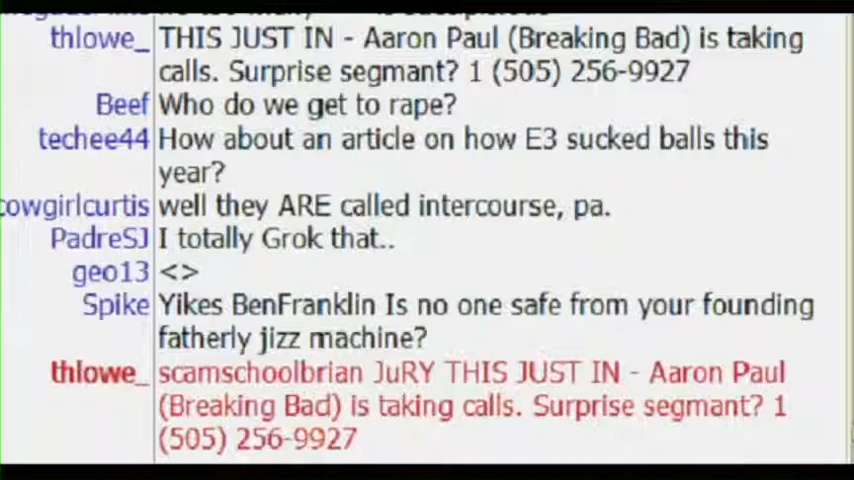 thlowe_ THIS JUST IN - Aaron Paul (Breaking Bad) is taking
calls. Surprise segmant? 1 (505) 256-9927
Beef Who do we get to rape?
techee44 How about an article on how E3 sucked balls this
year?
cowgirlcurtis well they ARE called intercourse, pa.
PadreSJ I totally Grok that..
geo13 <>
Spike Yikes BenFranklin Is no one safe from your founding
fatherly jizz machine?
thlowe_ scamschoolbrian JuRY THIS JUST IN - Aaron Paul
(Breaking Bad) is taking calls. Surprise segmant? 1
(505) 256-9927